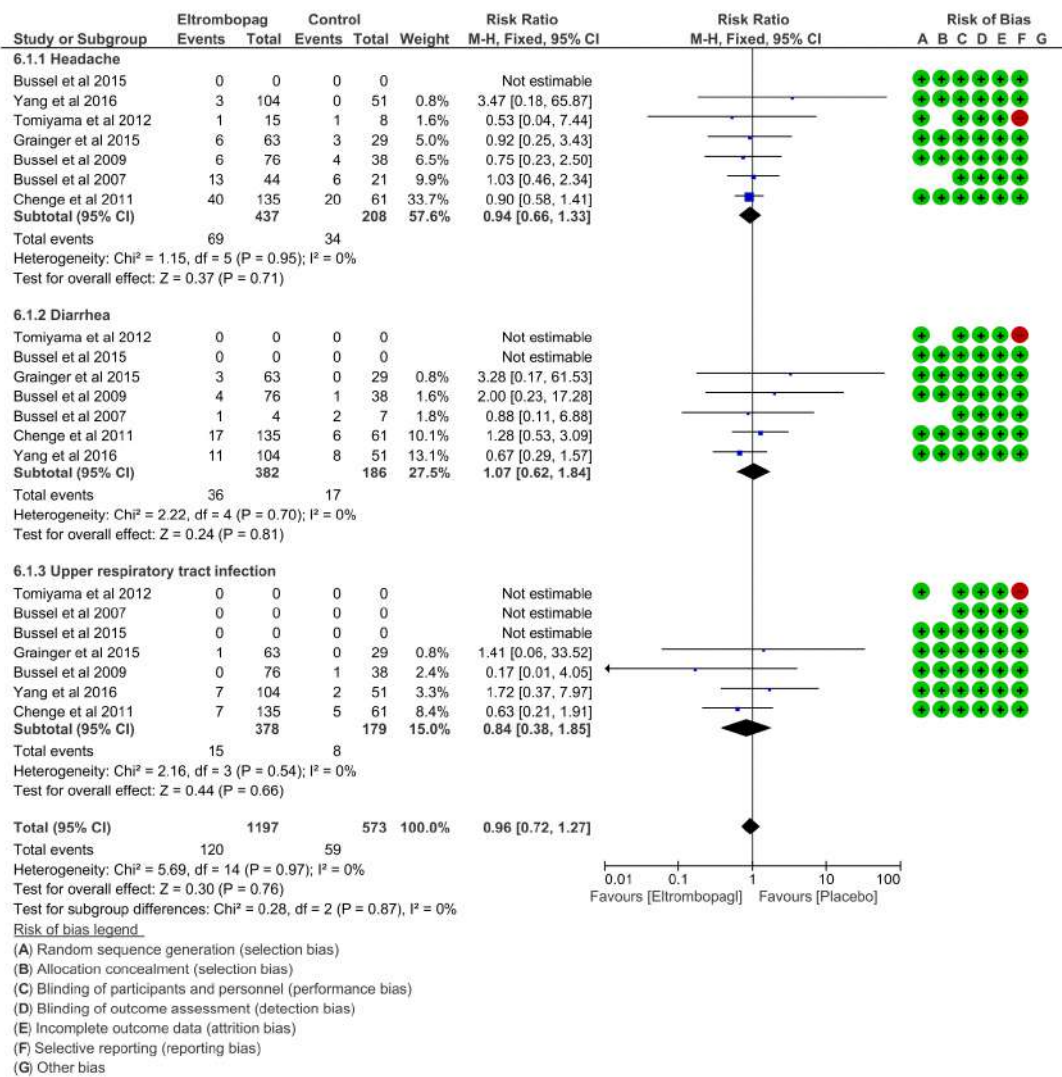 Eltrombopag Control Risk Ratio Risk Ratio Risk of Bias
Study or Subgroup Events Total Events Total Weight M-H, Fixed, 95% CI M-H, Fixed, 95% CI A B C D E F G
6.1.1 Headache
Bussel et al 2015 0 0 0 0 Not estimable
Yang et al 2016 3 104 0 51 0.8% 3.47 [0.18, 65.87]
Tomiyama et al 2012 1 15 1 8 1.6% 0.53 [0.04, 7.44]
Grainger et al 2015 6 63 3 29 5.0% 0.92 [0.25, 3.43]
Bussel et al 2009 6 76 4 38 6.5% 0.75 [0.23, 2.50]
Bussel et al 2007 13 44 6 21 9.9% 1.03 [0.46, 2.34]
Chenge et al 2011 40 135 20 61 33.7% 0.90 [0.58, 1.41]
Subtotal (95% CI) 437 208 57.6% 0.94 [0.66, 1.33]
Total events 69 34
Heterogeneity: Chi² = 1.15, df = 5 (P = 0.95); I² = 0%
Test for overall effect: Z = 0.37 (P = 0.71)
6.1.2 Diarrhea
Tomiyama et al 2012 0 0 0 0 Not estimable
Bussel et al 2015 0 0 0 0 Not estimable
Grainger et al 2015 3 63 0 29 0.8% 3.28 [0.17, 61.53]
Bussel et al 2009 4 76 1 38 1.6% 2.00 [0.23, 17.28]
Bussel et al 2007 1 4 2 7 1.8% 0.88 [0.11, 6.88]
Chenge et al 2011 17 135 6 61 10.1% 1.28 [0.53, 3.09]
Yang et al 2016 11 104 8 51 13.1% 0.67 [0.29, 1.57]
Subtotal (95% CI) 382 186 27.5% 1.07 [0.62, 1.84]
Total events 36 17
Heterogeneity: Chi² = 2.22, df = 4 (P = 0.70); I² = 0%
Test for overall effect: Z = 0.24 (P = 0.81)
6.1.3 Upper respiratory tract infection
Tomiyama et al 2012 0 0 0 0 Not estimable
Bussel et al 2007 0 0 0 0 Not estimable
Bussel et al 2015 0 0 0 0 Not estimable
Grainger et al 2015 1 63 0 29 0.8% 1.41 [0.06, 33.52]
Bussel et al 2009 0 76 1 38 2.4% 0.17 [0.01, 4.05]
Yang et al 2016 7 104 2 51 3.3% 1.72 [0.37, 7.97]
Chenge et al 2011 7 135 5 61 8.4% 0.63 [0.21, 1.91]
Subtotal (95% CI) 378 179 15.0% 0.84 [0.38, 1.85]
Total events 15 8
Heterogeneity: Chi² = 2.16, df = 3 (P = 0.54); I² = 0%
Test for overall effect: Z = 0.44 (P = 0.66)
Total (95% CI) 1197 573 100.0% 0.96 [0.72, 1.27]
Total events 120 59
Heterogeneity: Chi² = 5.69, df = 14 (P = 0.97); I² = 0%
Test for overall effect: Z = 0.30 (P = 0.76)
Test for subgroup differences: Chi² = 0.28, df = 2 (P = 0.87), I² = 0%
0.01 0.1 1 10 100
Favours [Eltrombopagl] Favours [Placebo]
Risk of bias legend
(A) Random sequence generation (selection bias)
(B) Allocation concealment (selection bias)
(C) Blinding of participants and personnel (performance bias)
(D) Blinding of outcome assessment (detection bias)
(E) Incomplete outcome data (attrition bias)
(F) Selective reporting (reporting bias)
(G) Other bias